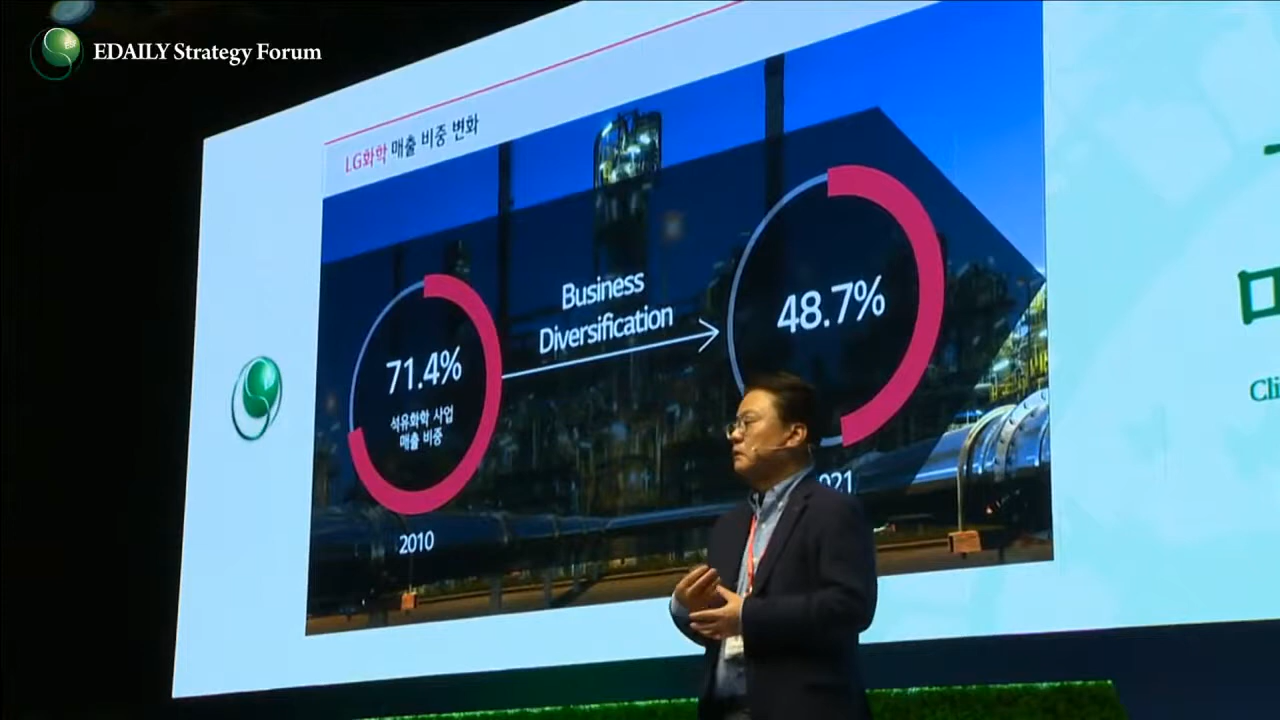 EDAILY Strategy Forum
LG화학 매출 비중 변화
Business
Diversification
71.4%
석유화학 사업
매출 비중
2010
48.7%
Cli